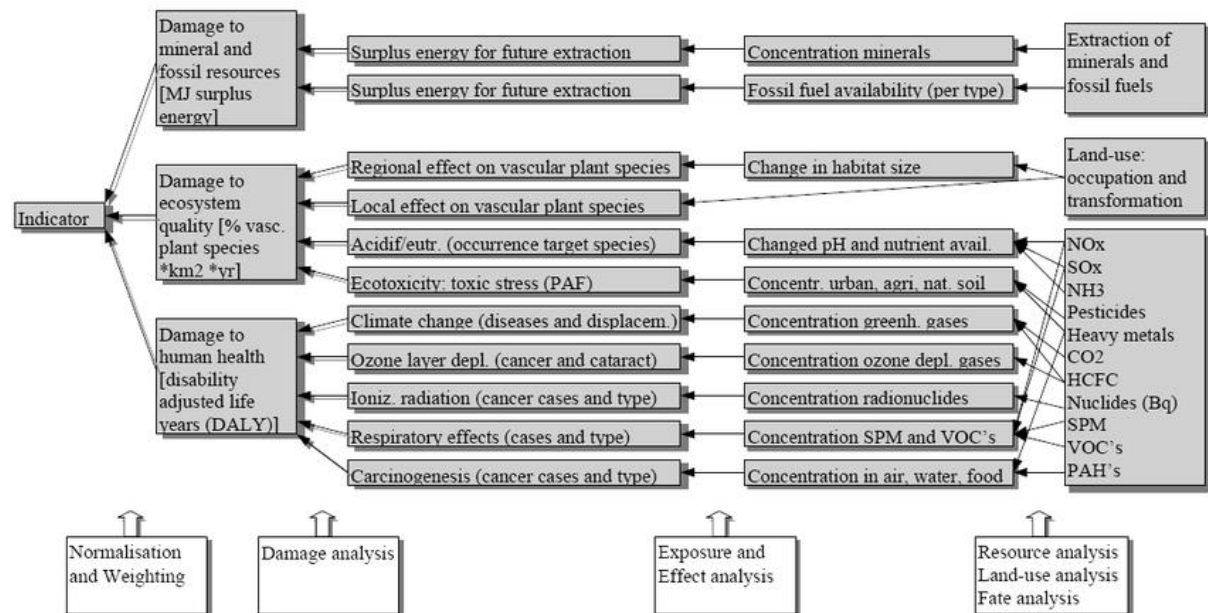 Damage to
mineral and
fossil resources
[MJ surplus
energy]
Surplus energy for future extraction
Concentration minerals
Extraction of
minerals and
fossil fuels
Surplus energy for future extraction
Fossil fuel availability (per type)
Indicator
Damage to
ecosystem
quality [% vasc.
plant species
*km2 *yr]
Regional effect on vascular plant species
Change in habitat size
Land-use:
occupation and
transformation
Local effect on vascular plant species
Acidif/eutr. (occurrence target species)
Changed pH and nutrient avail.
Ecotoxicity: toxic stress (PAF)
Concentr. urban, agri, nat. soil
Damage to
human health
[disability
adjusted life
years (DALY)]
Climate change (diseases and displacem.)
Concentration greenh. gases
Ozone layer depl. (cancer and cataract)
Concentration ozone depl. gases
Ioniz. radiation (cancer cases and type)
Concentration radionuclides
Respiratory effects (cases and type)
Concentration SPM and VOC's
Carcinogenesis (cancer cases and type)
Concentration in air, water, food
NOx
SOx
NH3
Pesticides
Heavy metals
CO2
HCFC
Nuclides (Bq)
SPM
VOC's
PAH's
Normalisation
and Weighting
Damage analysis
Exposure and
Effect analysis
Resource analysis
Land-use analysis
Fate analysis